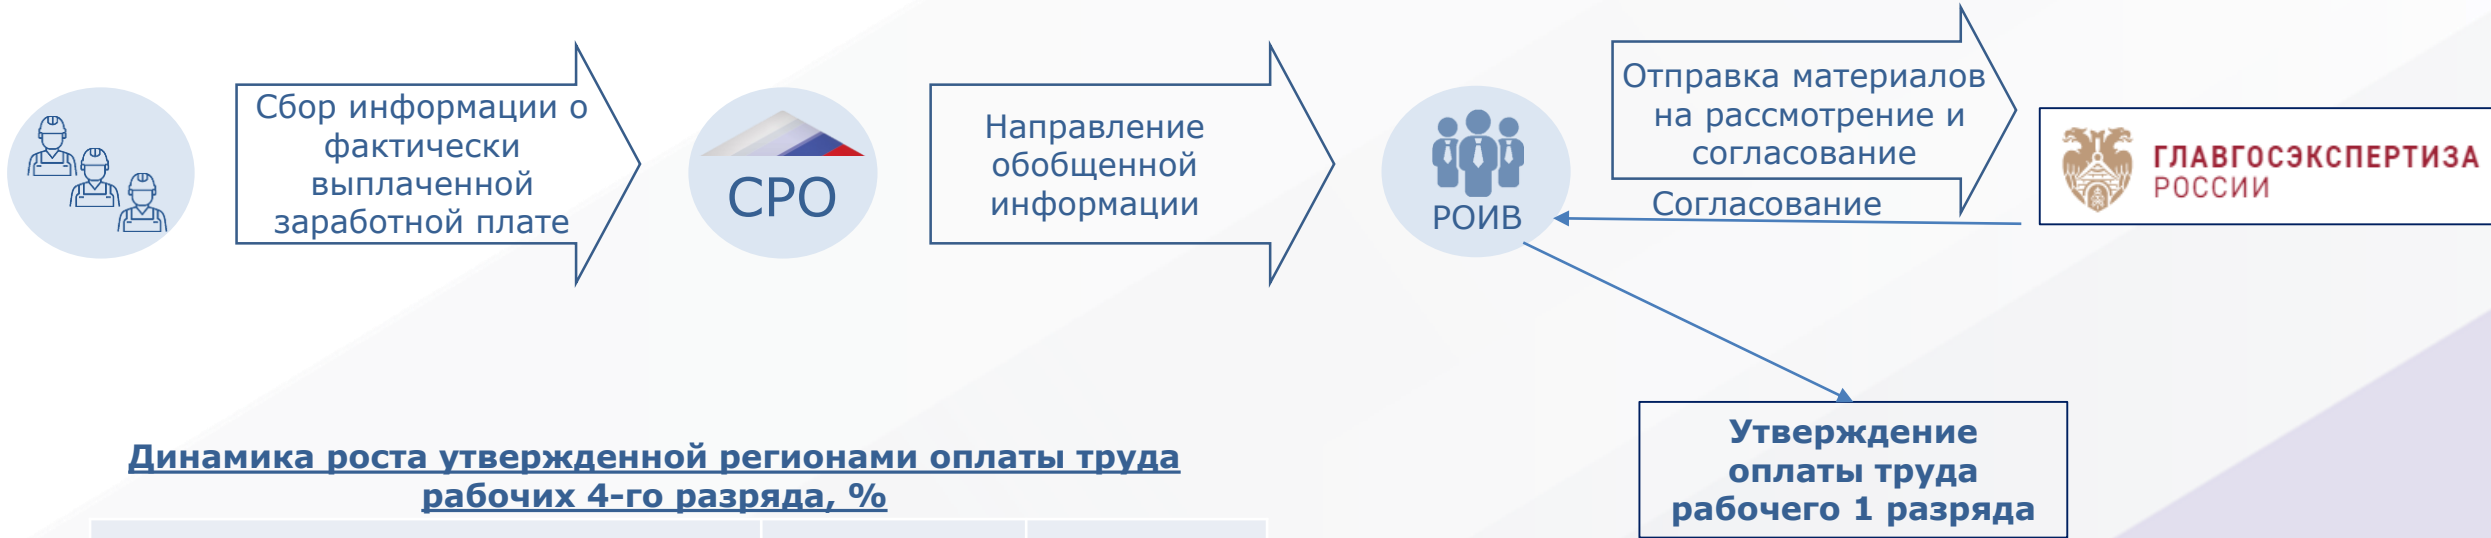 Сбор информации о
фактически
выплаченной
заработной плате
СРО
Направление
обобщенной
информации
РОИВ
Отправка материалов
на рассмотрение и
согласование
Согласование
ГЛАВГОСЭКСПЕРТИЗА
РОССИИ
Утверждение
оплаты труда
рабочего 1 разряда
Динамика роста утвержденной регионами оплаты труда
рабочих 4-го разряда, %